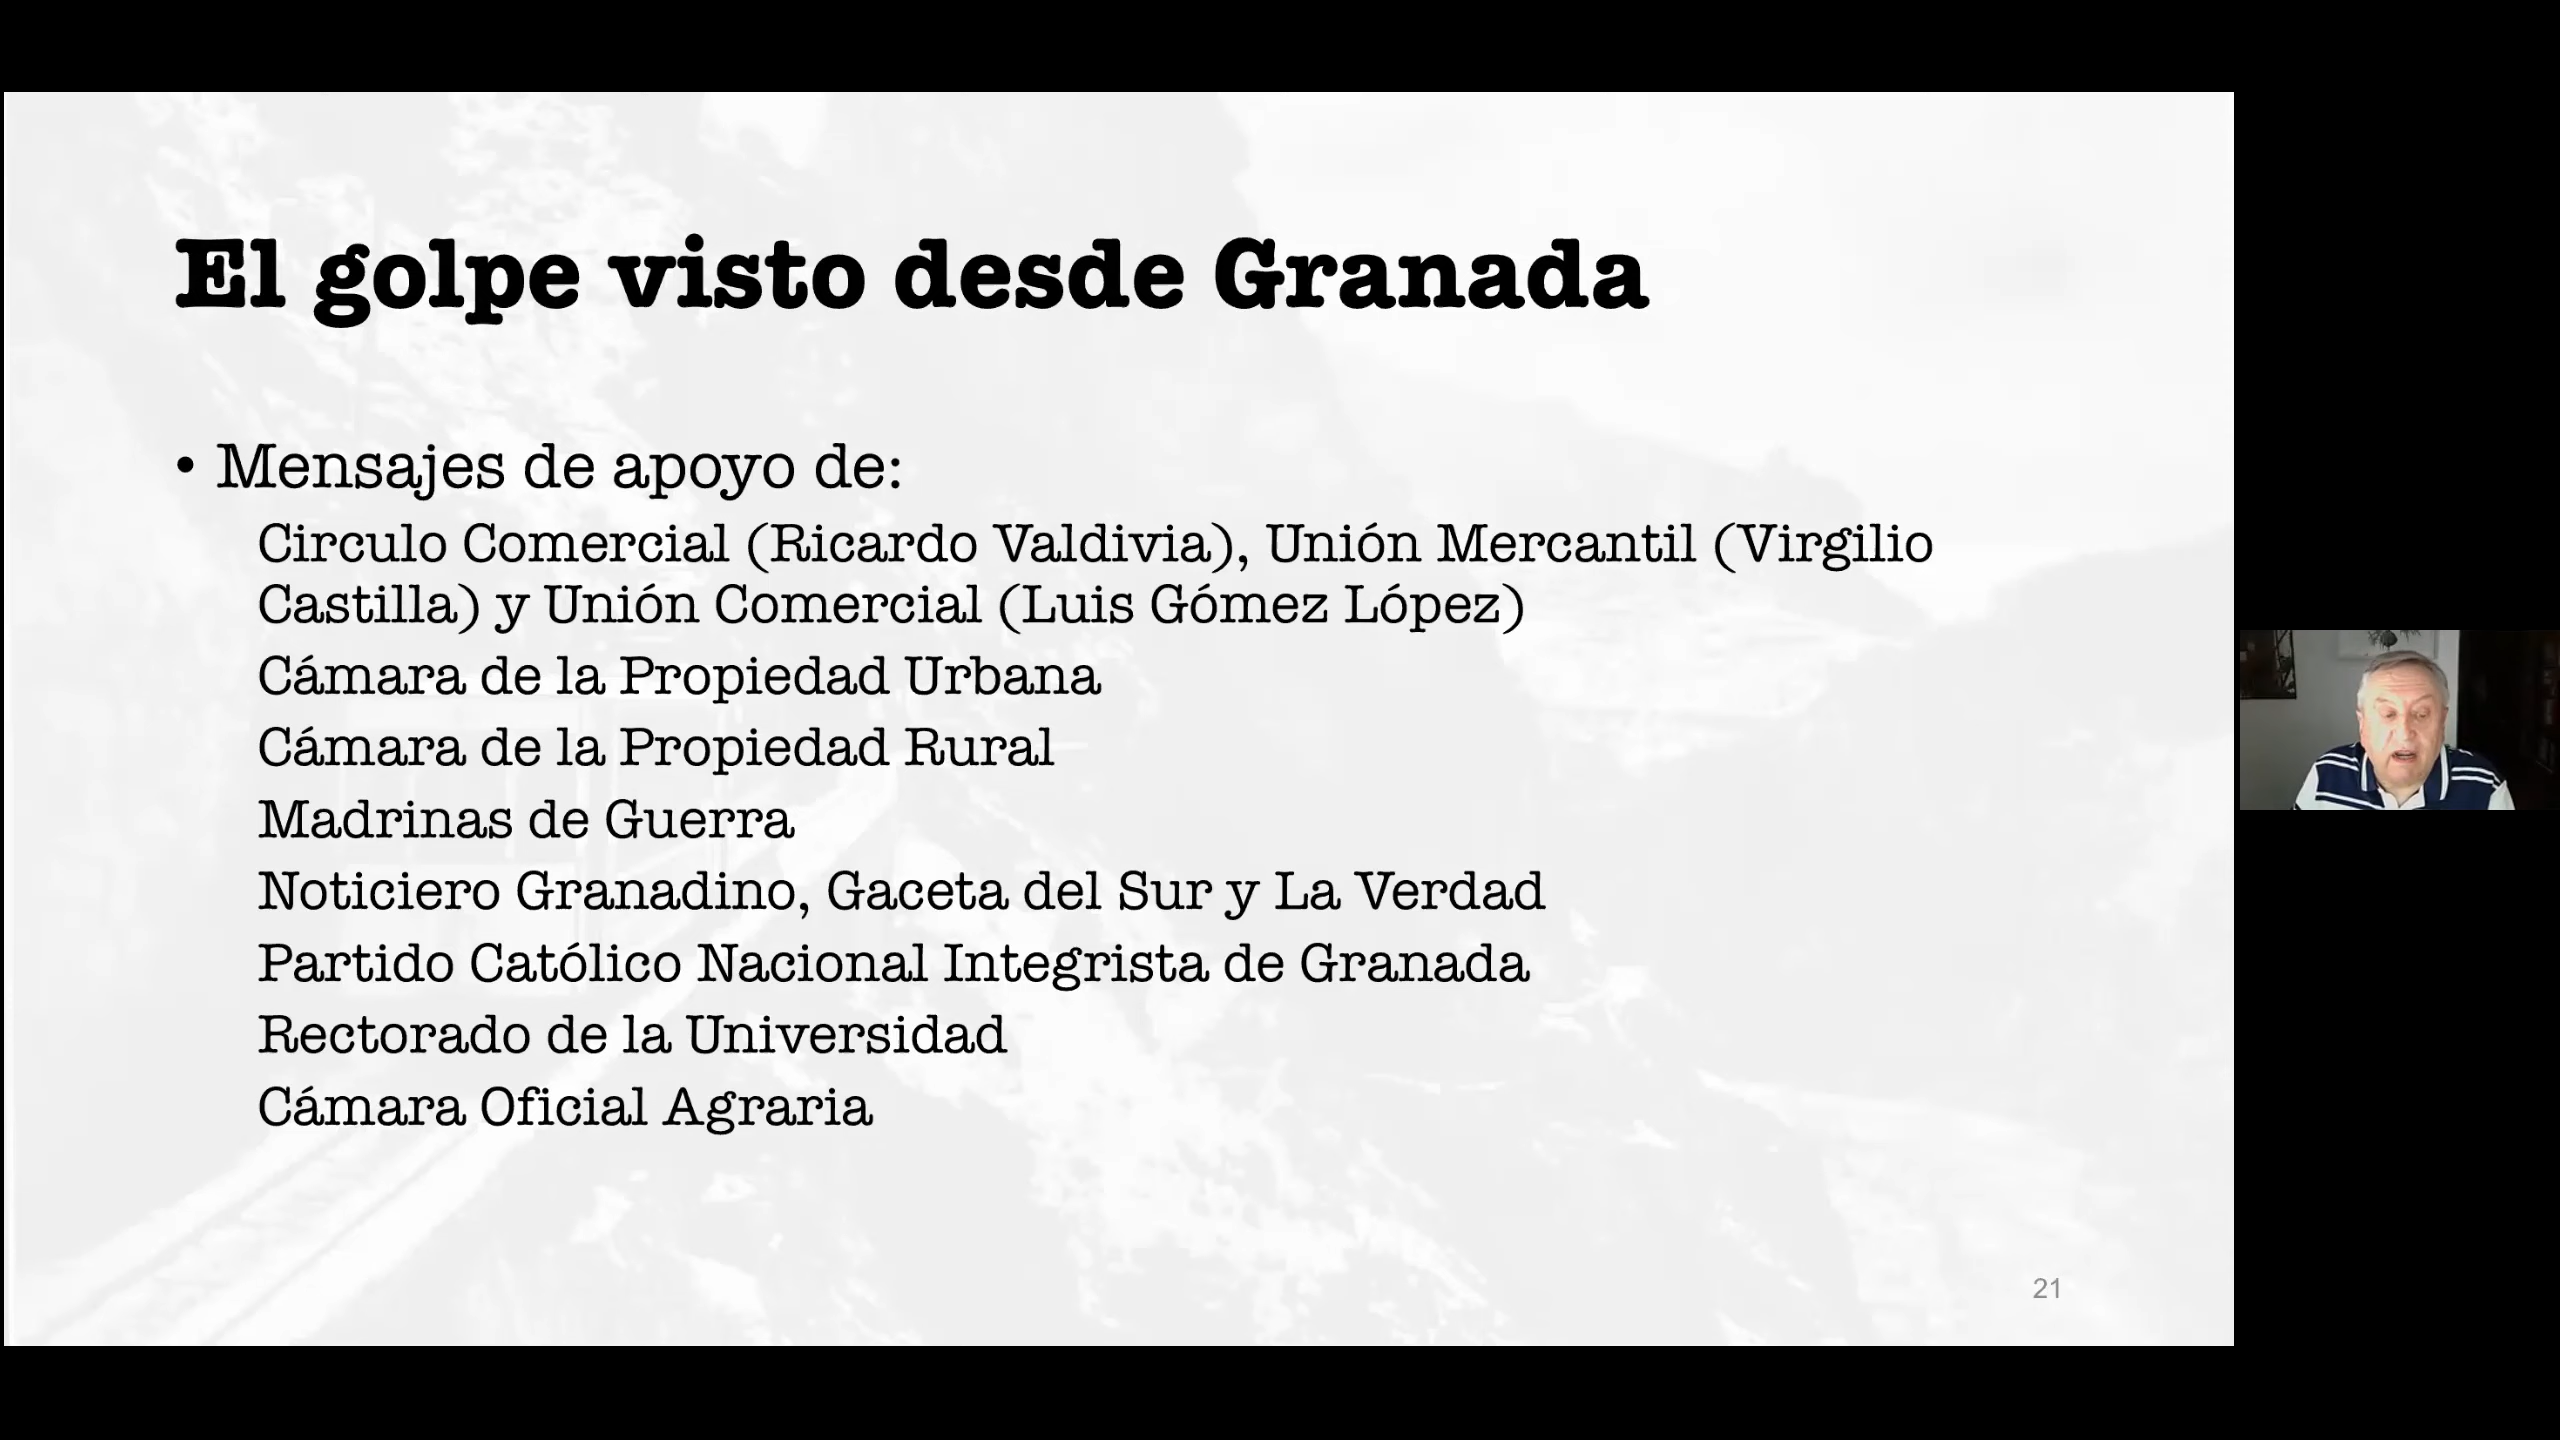 El golpe visto desde Granada
• Mensajes de apoyo de:
Circulo Comercial (Ricardo Valdivia), Unión Mercantil (Virgilio
Castilla) y Unión Comercial (Luis Gómez López)
Cámara de la Propiedad Urbana
Cámara de la Propiedad Rural
Madrinas de Guerra
Noticiero Granadino, Gaceta del Sur y La Verdad
Partido Católico Nacional Integrista de Granada
Rectorado de la Universidad
Cámara Oficial Agraria
21